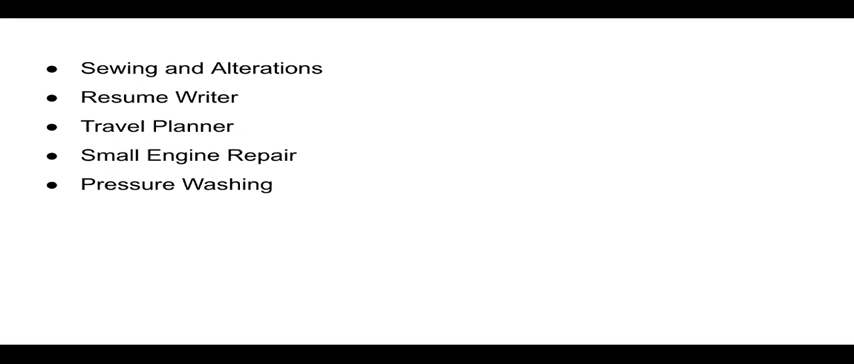 ● Sewing and Alterations
● Resume Writer
● Travel Planner
● Small Engine Repair
● Pressure Washing